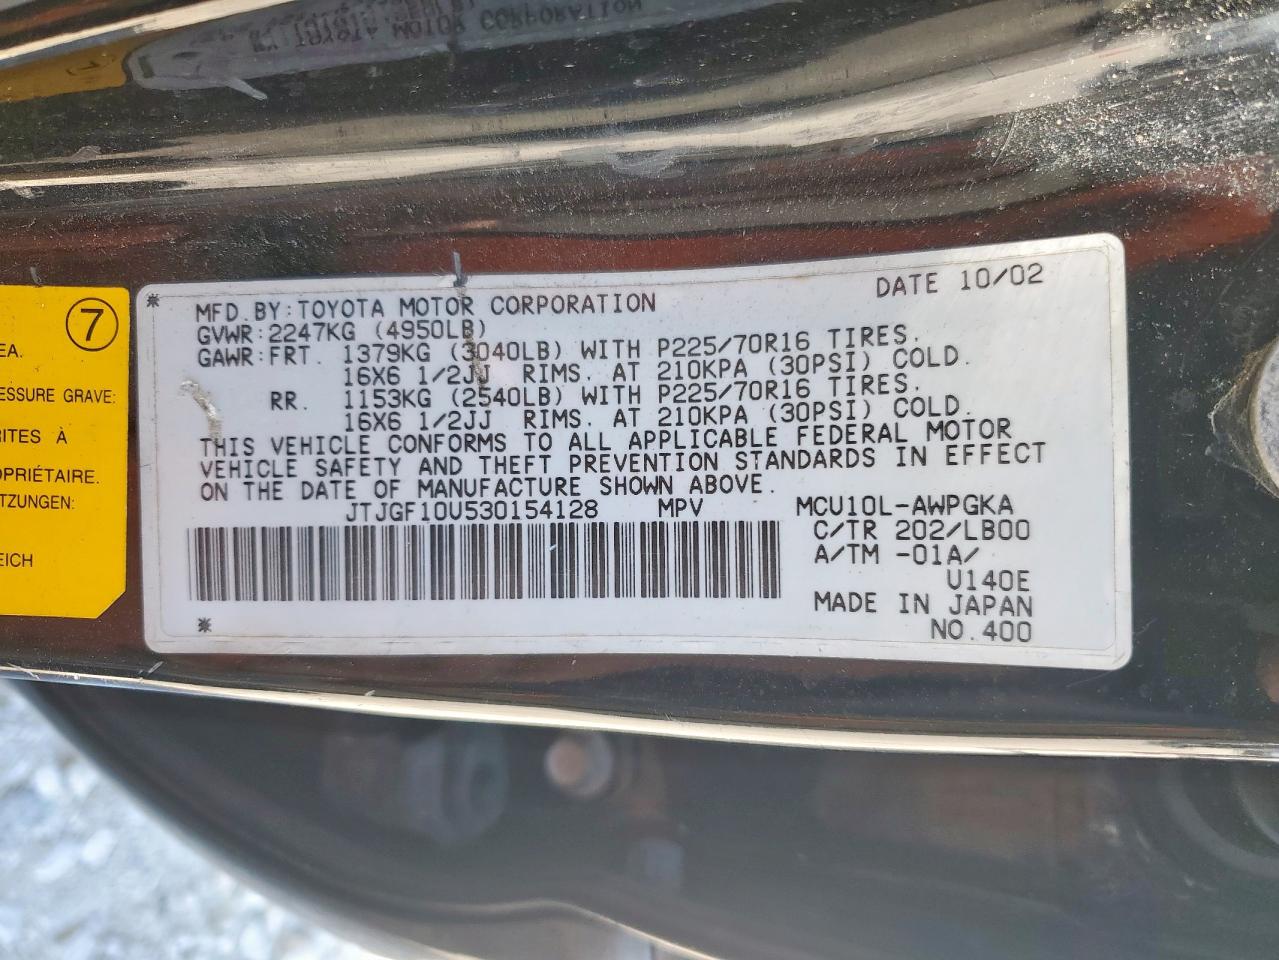 DATE 10/02
MFD.BY:TOYOTA MOTOR CORPORATION
GVWR:2247KG (4950LB)
GAWR:FRT. 1379KG (3040LB) WITH P225/70R16 TIRES.
16X6 1/2JJ RIMS. AT 210KPA (30PSI) COLD.
RR. 1153KG (2540LB) WITH P225/70R16 TIRES.
16X6 1/2JJ RIMS. AT 210KPA (30PSI) COLD.
THIS VEHICLE CONFORMS TO ALL APPLICABLE FEDERAL MOTOR
VEHICLE SAFETY AND THEFT PREVENTION STANDARDS IN EFFECT
ON THE DATE OF MANUFACTURE SHOWN ABOVE.
JTJGF10U530154128 MPV MCU10L-AWPGKA
C/TR 202/LB00
A/TM -01A/
U140E
MADE IN JAPAN
NO.400
7
EA.
ESSURE GRAVE:
RITES À
OPRIÉTAIRE.
TZUNGEN:
EICH